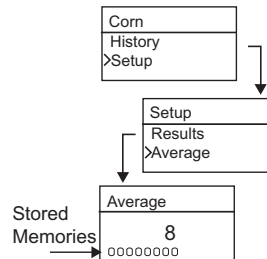 Corn
History
>Setup
Setup
Results
>Average
Average
Stored
Memories
8
00000000